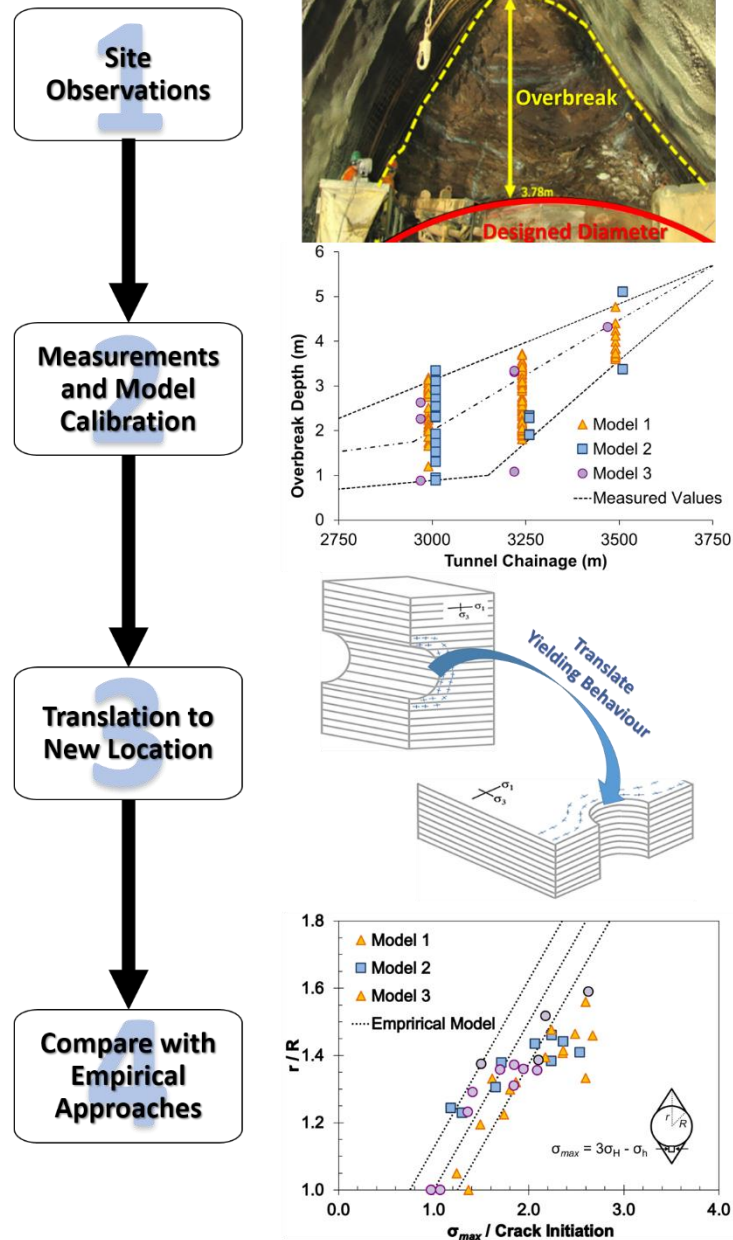 1
Site
Observations
Overbreak
3.78m
Designed Diameter
2
Measurements
and Model
Calibration
Overbreak Depth (m)
6
5
4
3
2
1
0
Model 1
Model 2
Model 3
Measured Values
2750 3000 3250 3500 3750
Tunnel Chainage (m)
3
Translation to
New Location
σ1
σ3
Translate
Yielding Behaviour
σ1
σ3
4
Compare with
Empirical
Approaches
r / R
1.8
1.6
1.4
1.2
1.0
Model 1
Model 2
Model 3
Emprirical Model
r R
σmax = 3σH - σh
0.0 1.0 2.0 3.0 4.0
σmax / Crack Initiation